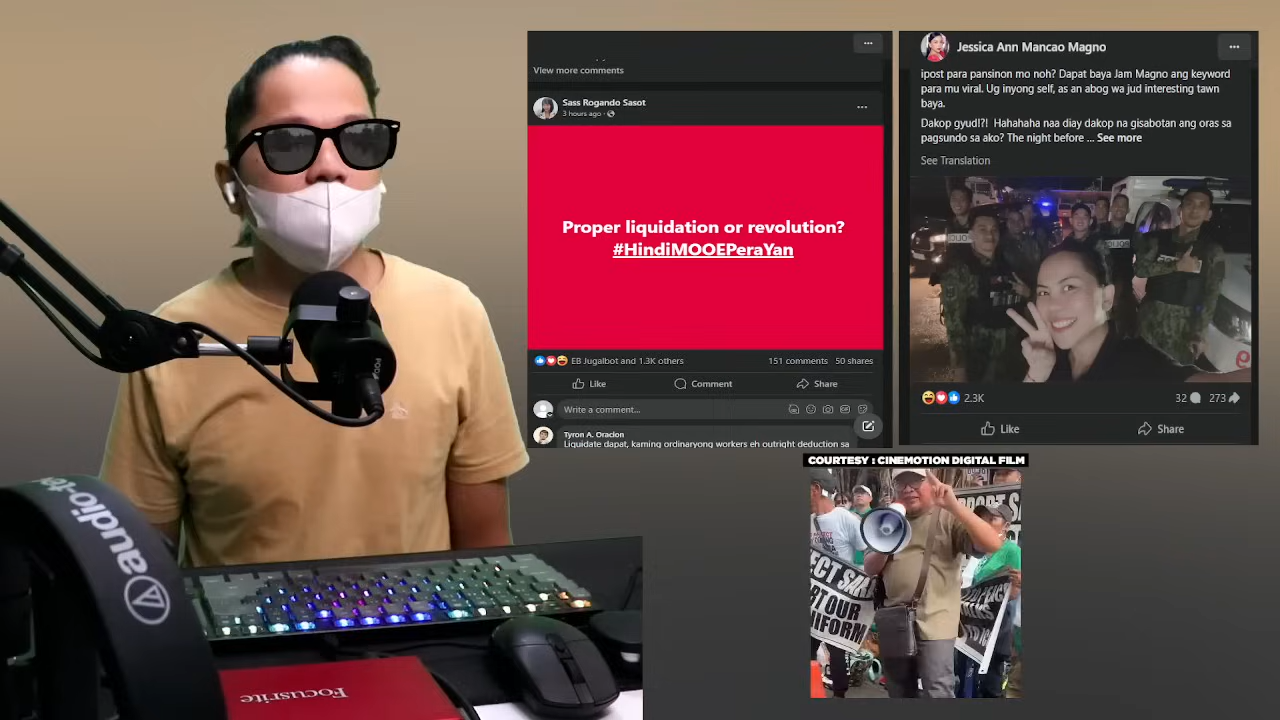 View more comments
Sass Rogando Sasot
3 hours ago
Proper liquidation or revolution?
#HindiMOOEPeraYan
EB Jugalbot and 1.3K others
151 comments 50 shares
Like
Comment
Share
Write a comment...
Tyron A. Oracion
Liquidate dapat, kaming ordinaryong workers eh outright deduction sa
Jessica Ann Mancao Magno
ipost para pansinon mo noh? Dapat baya Jam Magno ang keyword
para mu viral. Ug inyong self, as an abog wa jud interesting tawn
baya.
Dakop gyud!?! Hahahaha naa diay dakop na gisabotan ang oras sa
pagsundo sa ako? The night before ... See more
See Translation
2.3K
32
273
Like
Share
COURTESY : CINEMOTION DIGITAL FILM
audio-te
Focusrite